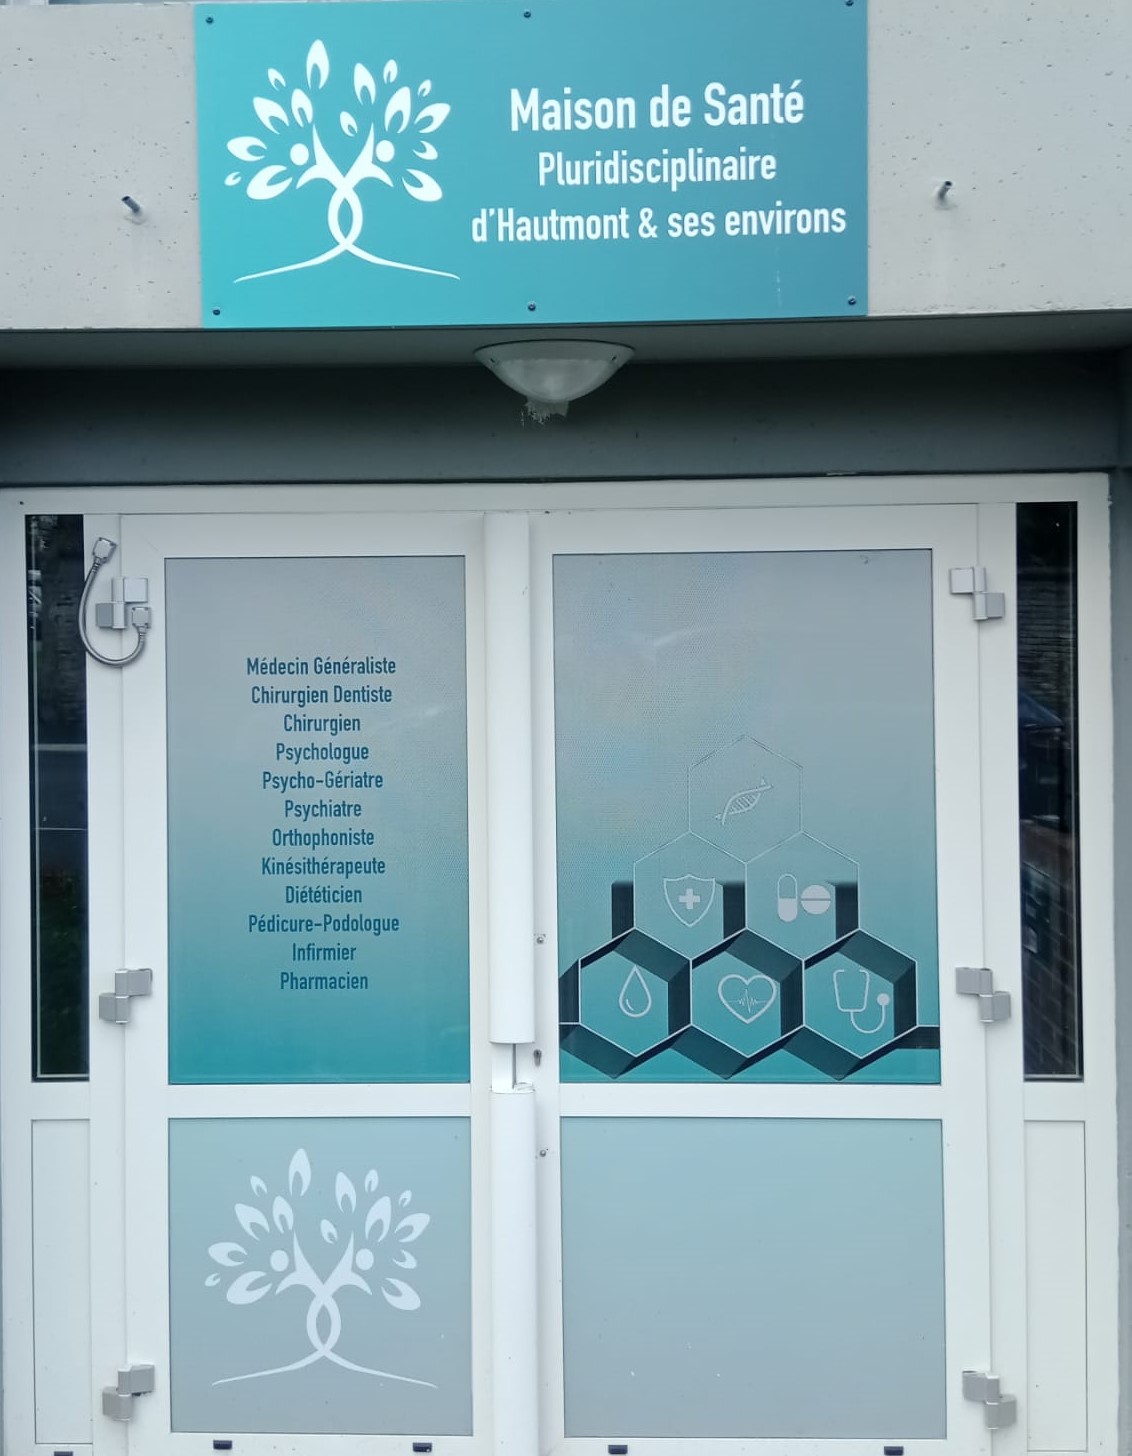 Maison de Santé
Pluridisciplinaire
d'Hautmont & ses environs
Médecin Généraliste
Chirurgien Dentiste
Chirurgien
Psychologue
Psycho-Gériatre
Psychiatre
Orthophoniste
Kinésithérapeute
Diététicien
Pédicure-Podologue
Infirmier
Pharmacien